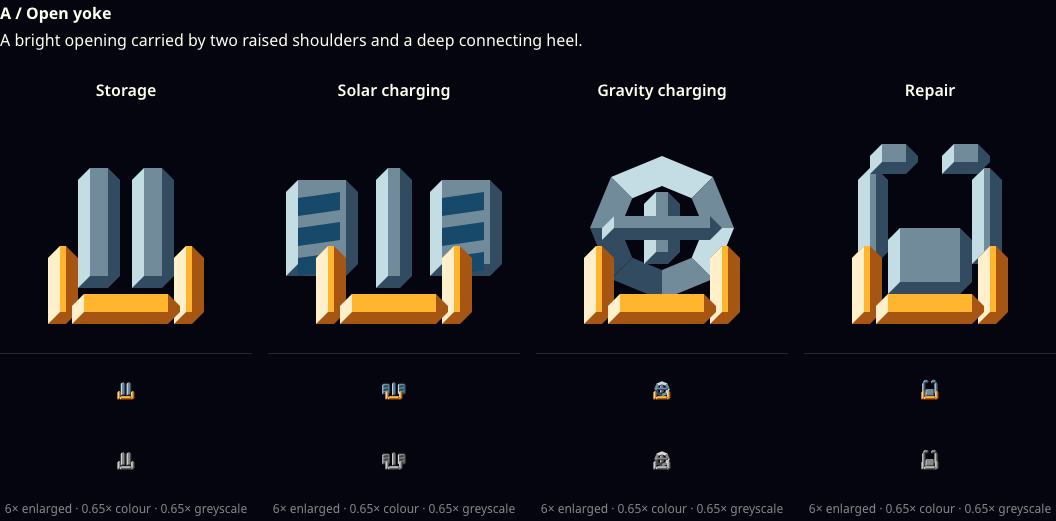 A / Open yoke
A bright opening carried by two raised shoulders and a deep connecting heel.
Storage
Solar charging
Gravity charging
Repair
6× enlarged · 0.65× colour · 0.65× greyscale
6× enlarged · 0.65× colour · 0.65× greyscale
6× enlarged · 0.65× colour · 0.65× greyscale
6× enlarged · 0.65× colour · 0.65× greyscale